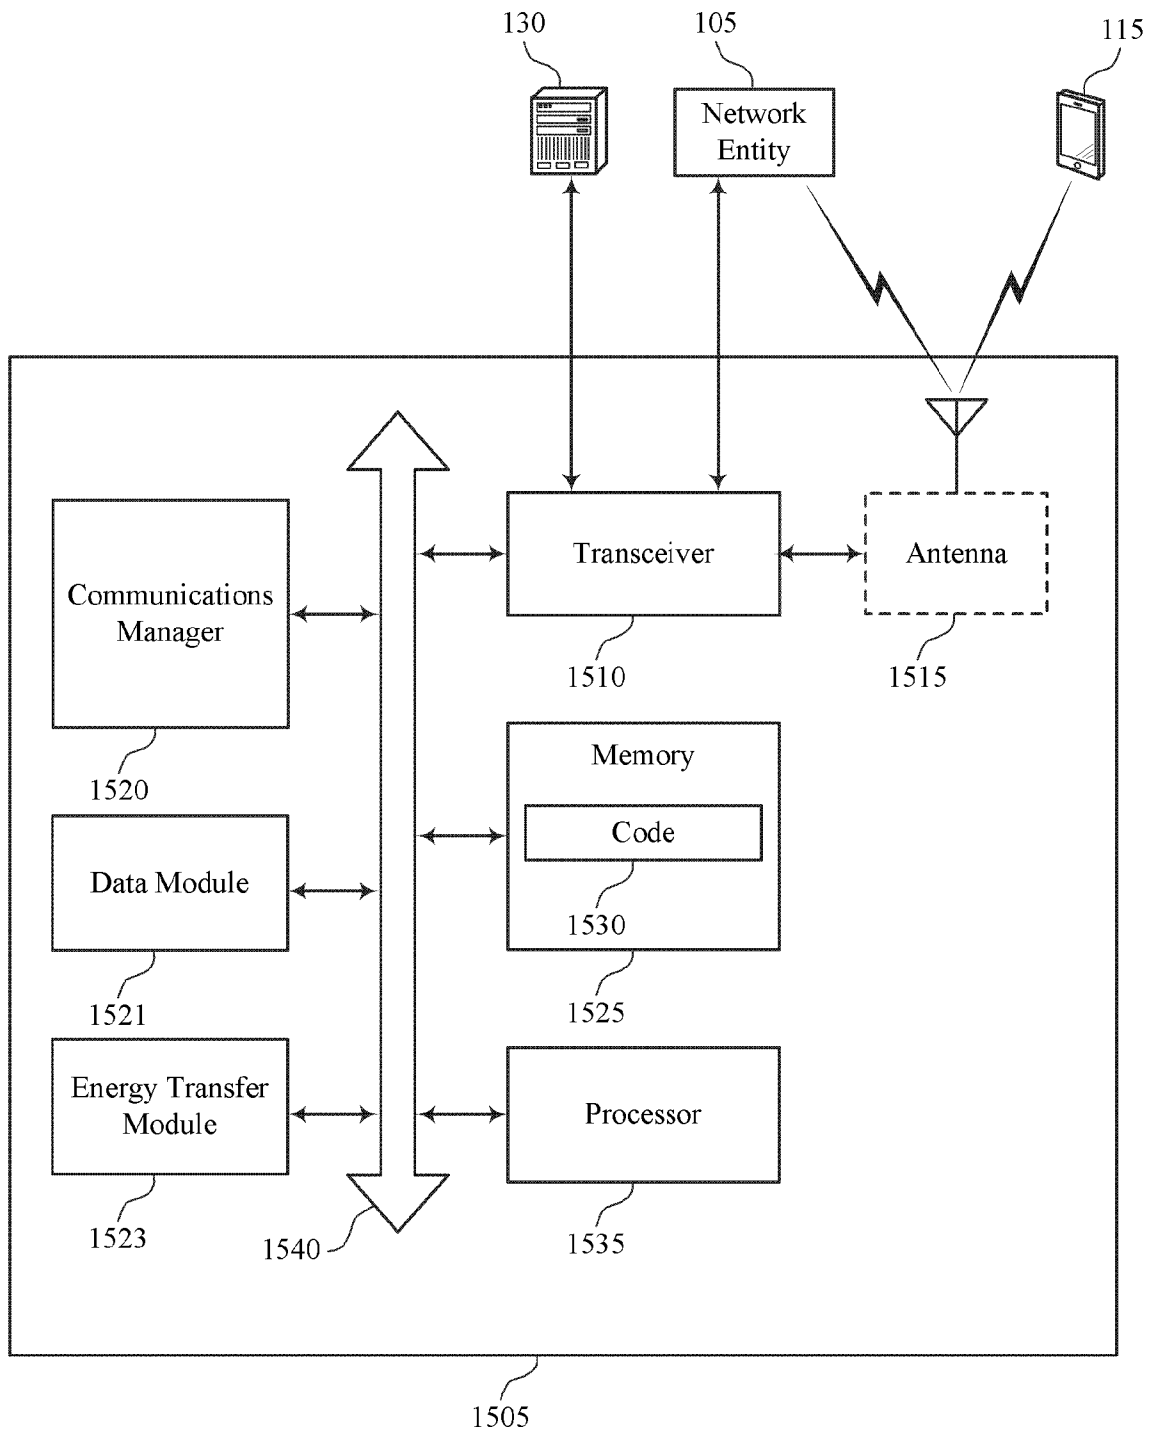 130
105
115
Network
Entity
Transceiver
Antenna
Communications
Manager
1510
1515
Memory
1520
Code
Data Module
1530
1521
1525
Energy Transfer
Module
Processor
1523
1540
1535
1505